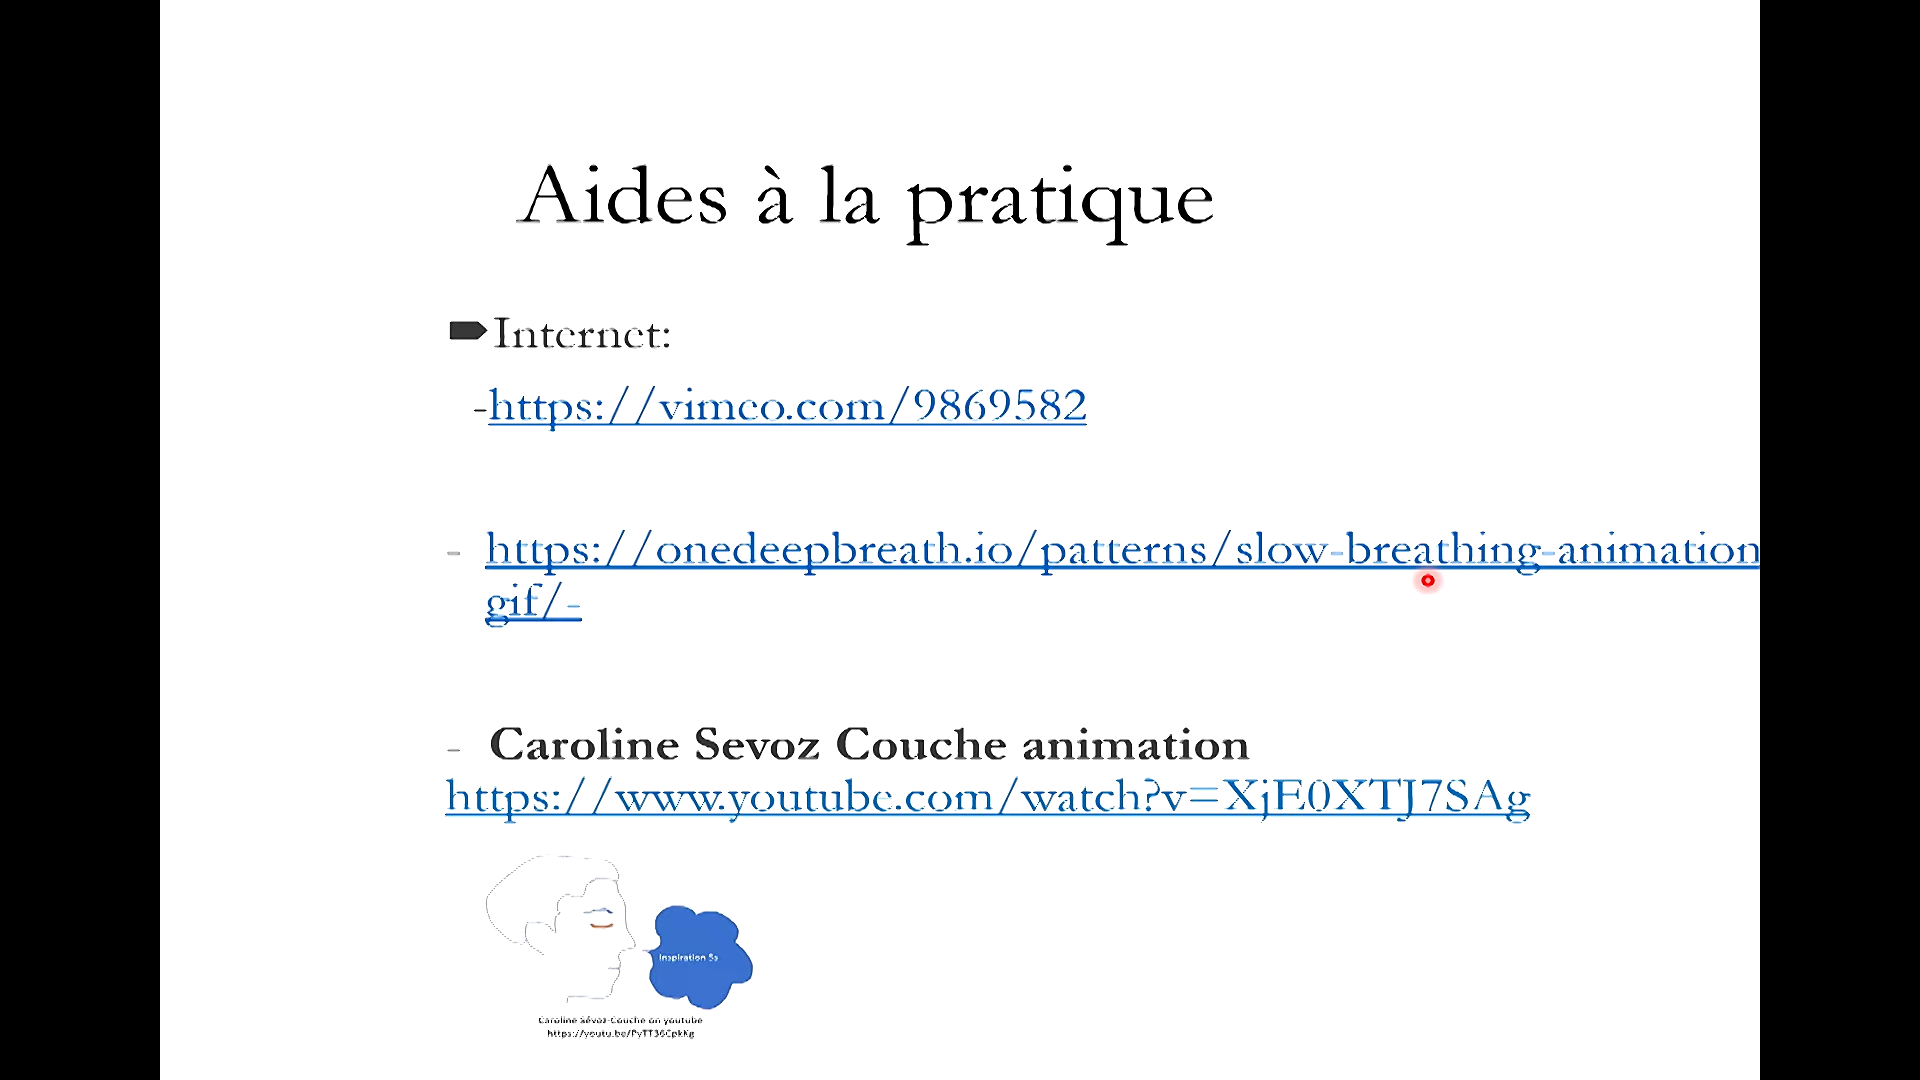 Aides à la pratique
Internet:
-https://vimeo.com/9869582
- https://onedeepbreath.io/patterns/slow-breathing-animation
gif/-
- Caroline Sevoz Couche animation
https://www.youtube.com/watch?v=XjE0XTJ7SAg
Inspiration 5s
Caroline Sévoz-Couche on youtube